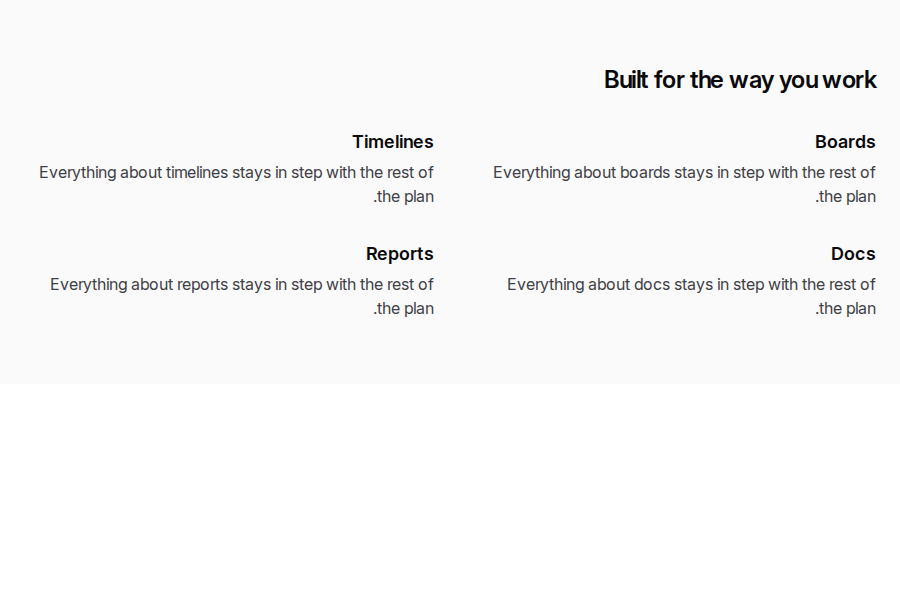 Built for the way you work
Boards
Everything about boards stays in step with the rest of
.the plan
Timelines
Everything about timelines stays in step with the rest of
.the plan
Docs
Everything about docs stays in step with the rest of
.the plan
Reports
Everything about reports stays in step with the rest of
.the plan